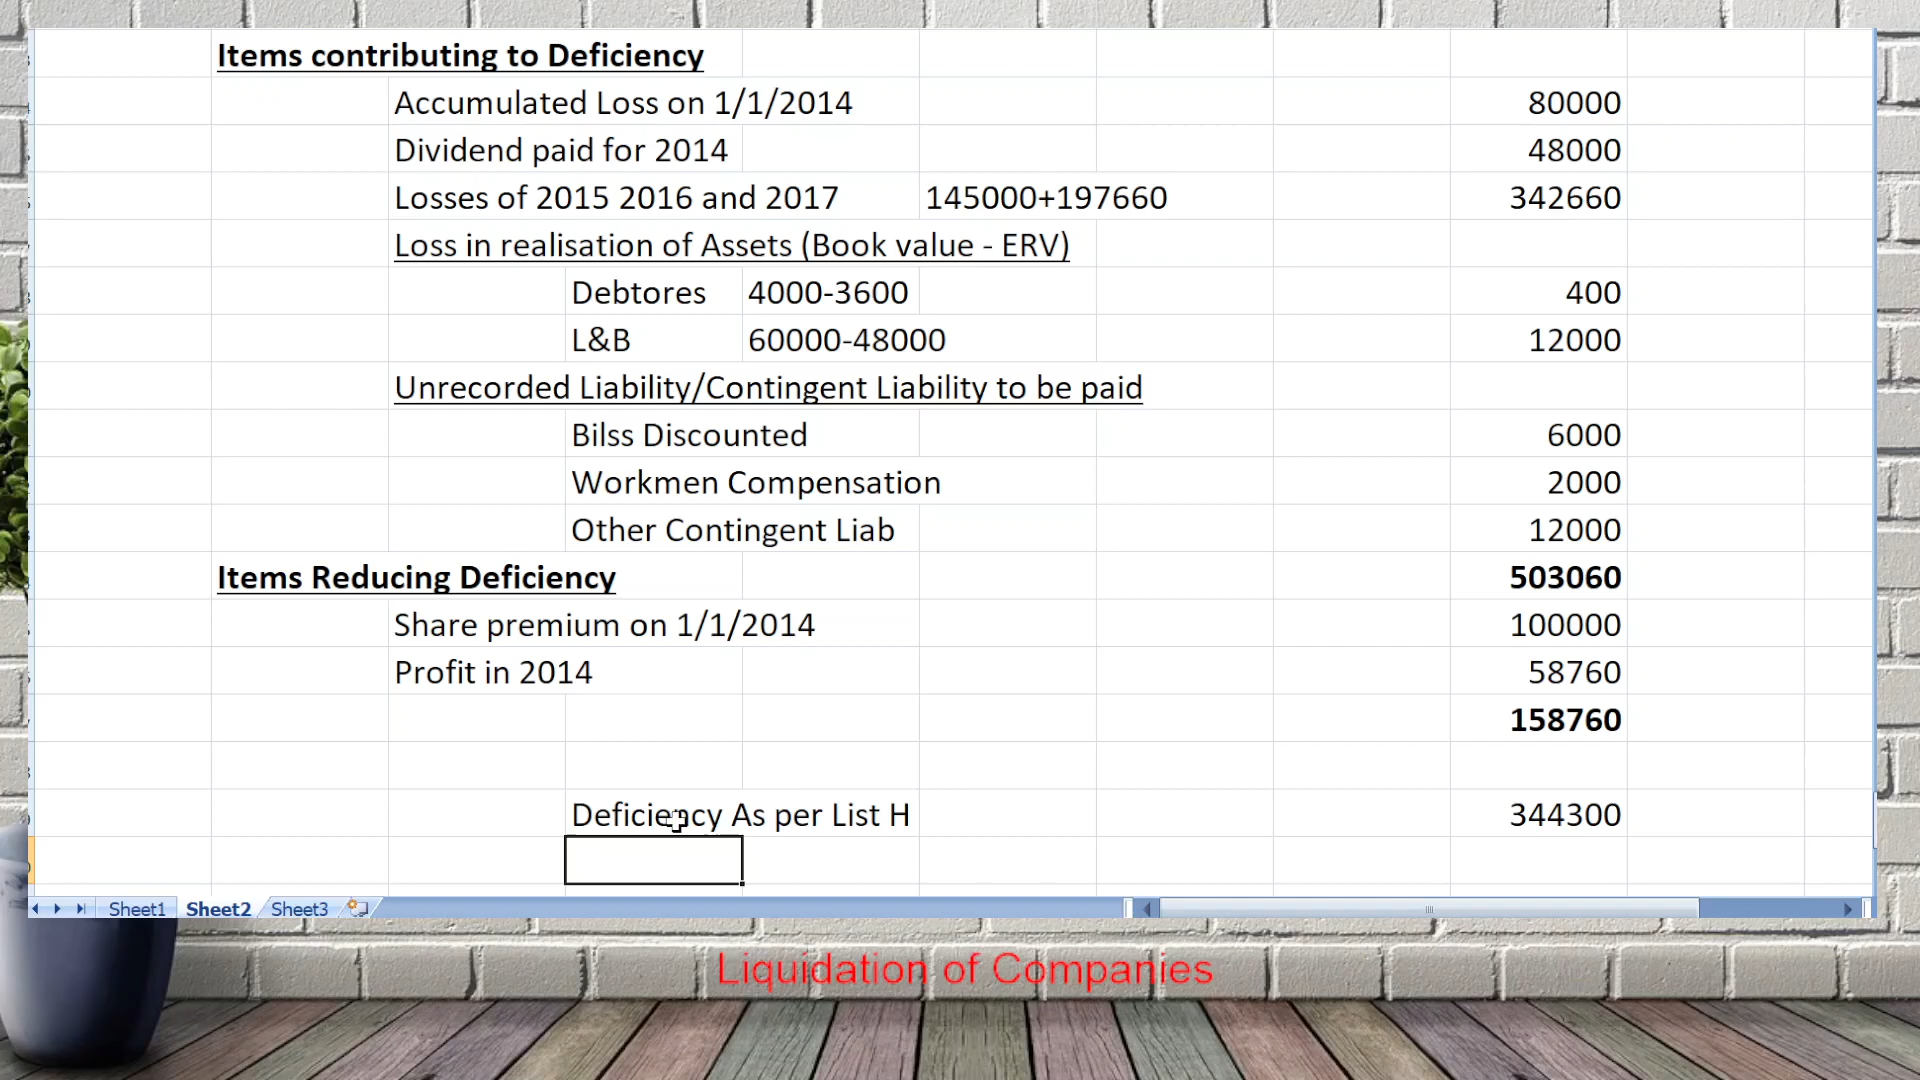 Items contributing to Deficiency
Accumulated Loss on 1/1/2014 80000
Dividend paid for 2014 48000
Losses of 2015 2016 and 2017 145000+197660 342660
Loss in realisation of Assets (Book value - ERV)
Debtores 4000-3600 400
L&B 60000-48000 12000
Unrecorded Liability/Contingent Liability to be paid
Bilss Discounted 6000
Workmen Compensation 2000
Other Contingent Liab 12000
Items Reducing Deficiency 503060
Share premium on 1/1/2014 100000
Profit in 2014 58760
158760
Deficiency As per List H 344300
Sheet1 Sheet2 Sheet3
Liquidation of Companies